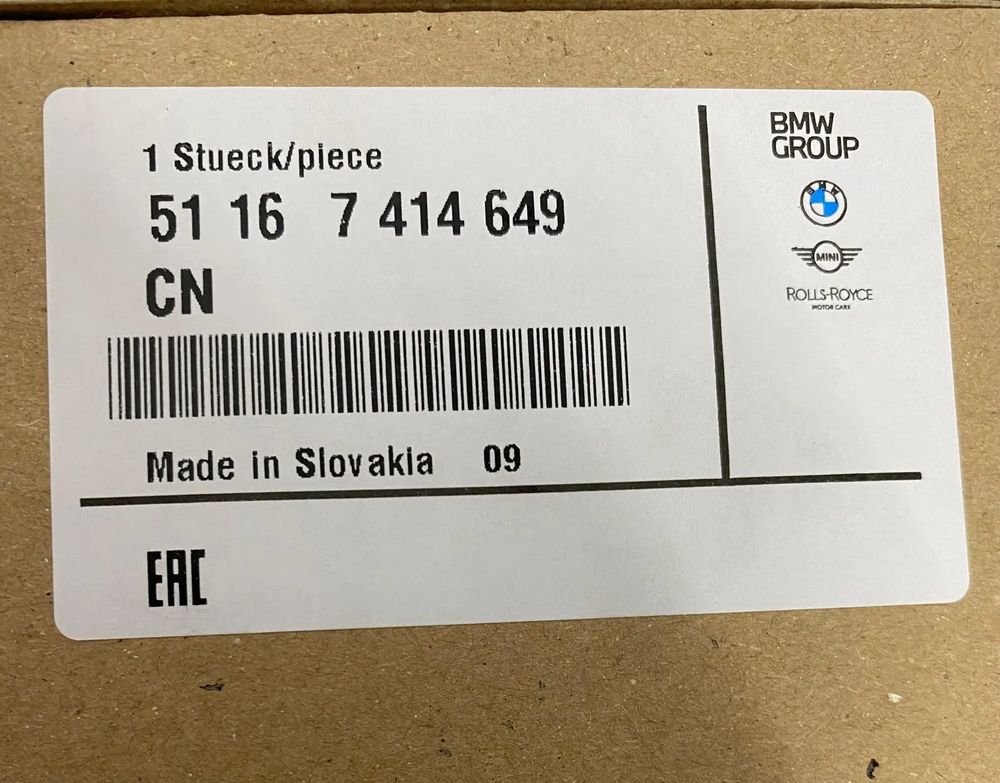 1 Stueck/piece
51 16 7 414 649
CN
Made in Slovakia 09
EAC
BMW
GROUP
BMW
MINI
ROLLS-ROYCE
MOTOR CARS